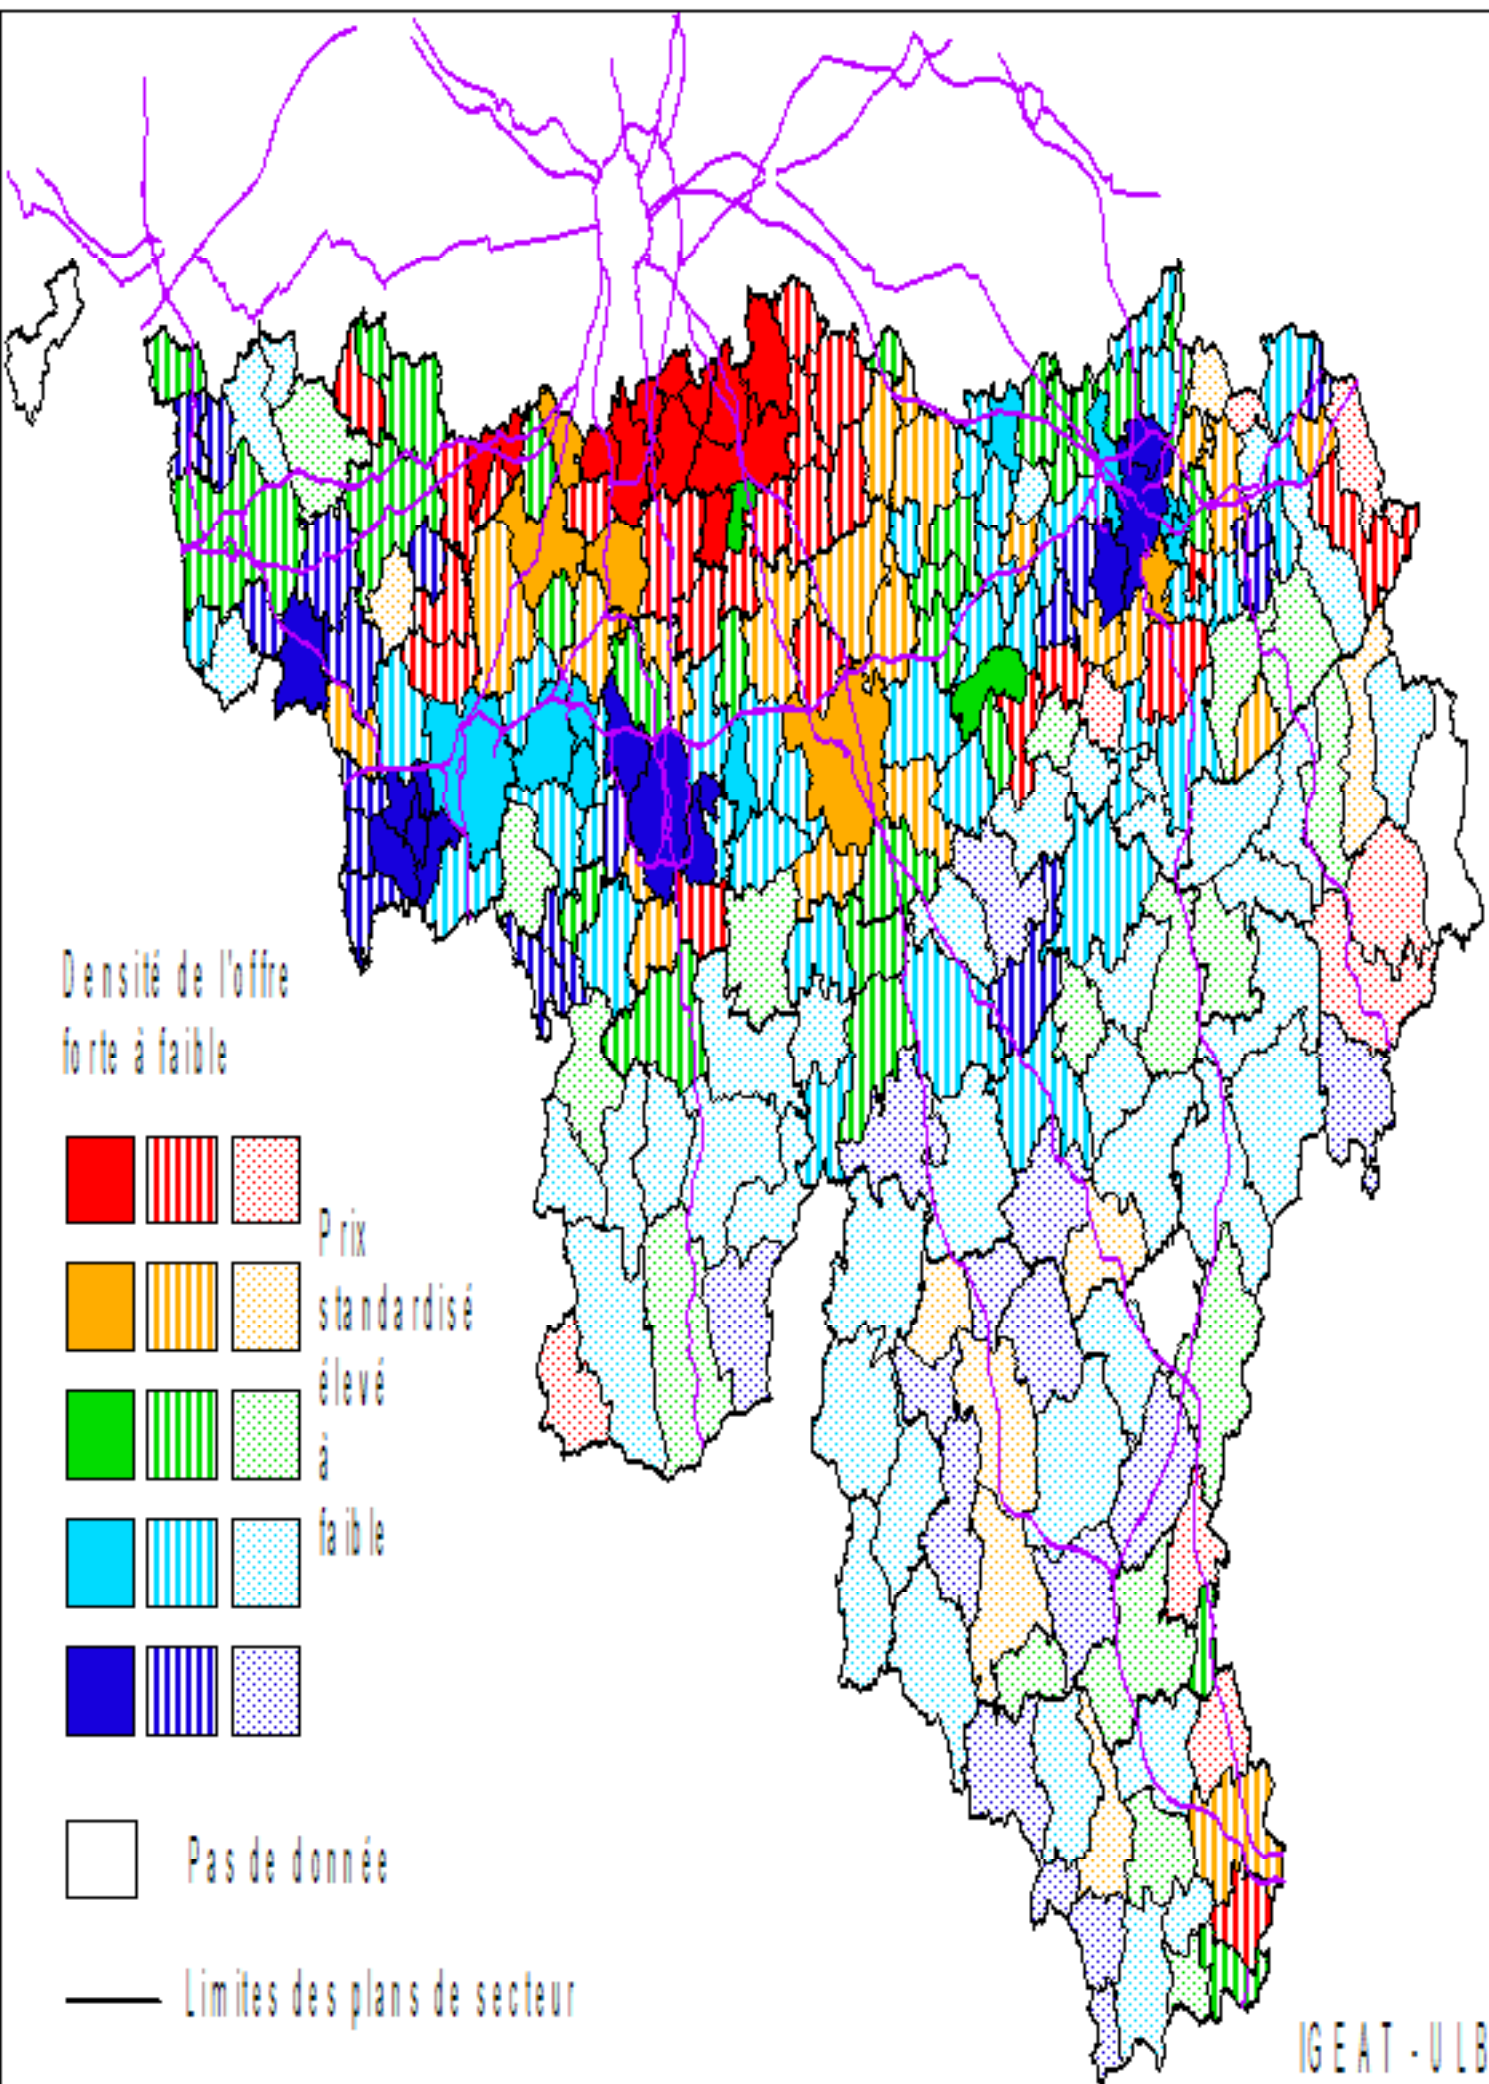 Densité de l'offre
forte à faible
Prix
standardisé
élevé
à
faible
Pas de donnée
Limites des plans de secteur
IGEAT - ULB